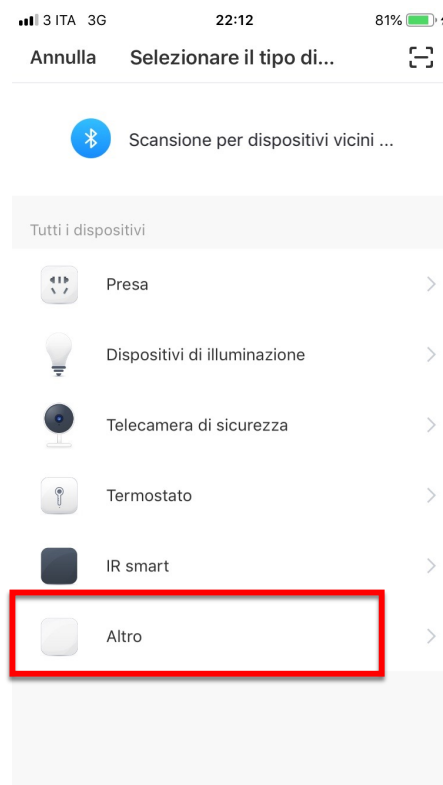 3 ITA 3G 22:12 81%
Annulla Selezionare il tipo di...
Scansione per dispositivi vicini ...
Tutti i dispositivi
Presa
Dispositivi di illuminazione
Telecamera di sicurezza
Termostato
IR smart
Altro